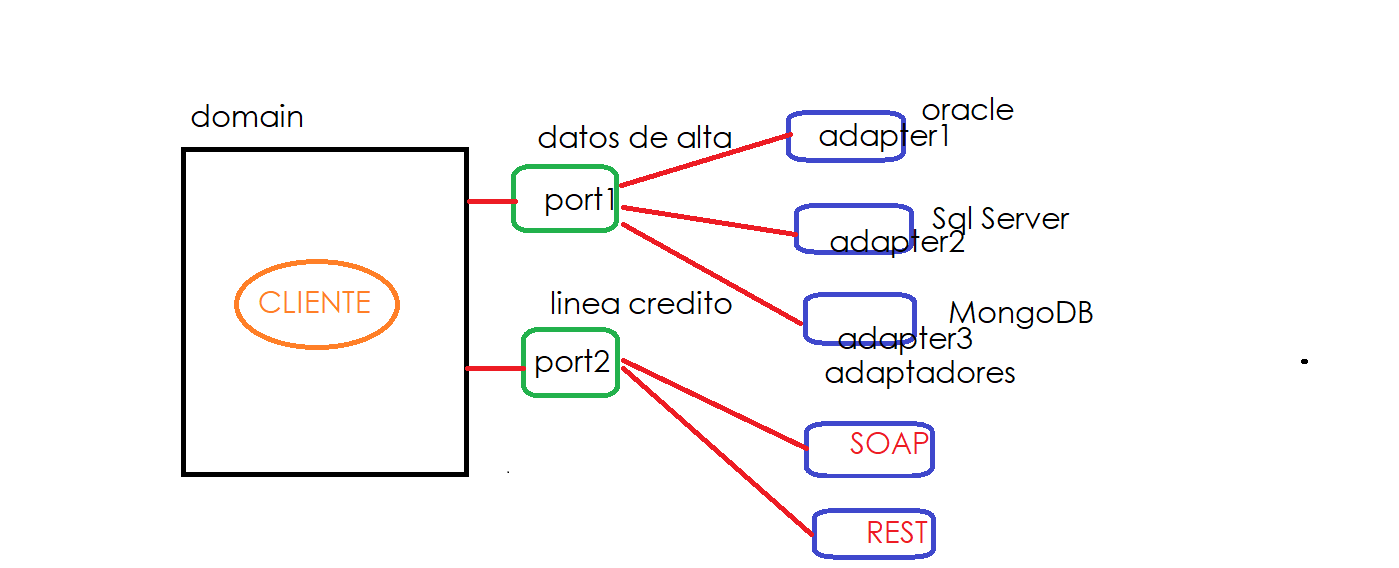 domain
CLIENTE
datos de alta
port1
linea credito
port2
oracle
adapter1
Sql Server
adapter2
MongoDB
adapter3
adaptadores
SOAP
REST